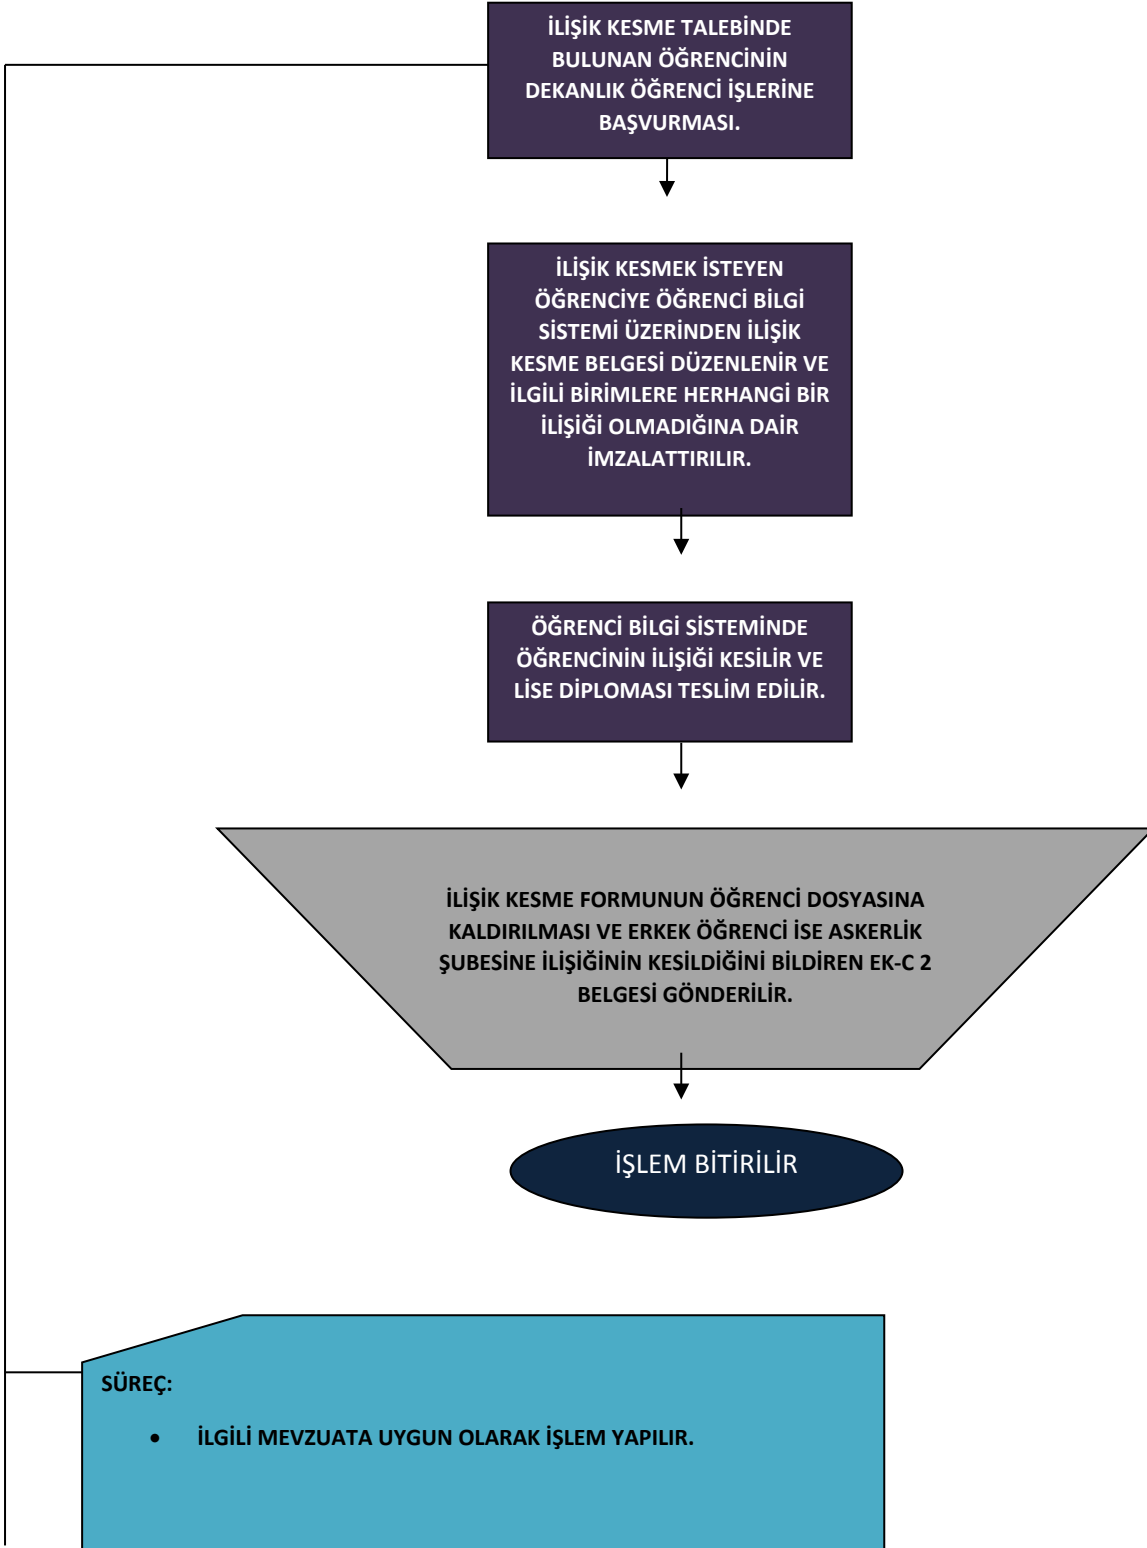 İLİŞİK KESME TALEBİNDE
BULUNAN ÖĞRENCİNİN
DEKANLIK ÖĞRENCİ İŞLERİNE
BAŞVURMASI.
İLİŞİK KESMEK İSTEYEN
ÖĞRENCİYE ÖĞRENCİ BİLGİ
SİSTEMİ ÜZERİNDEN İLİŞİK
KESME BELGESİ DÜZENLENİR VE
İLGİLİ BİRİMLERE HERHANGİ BİR
İLİŞİĞİ OLMADIĞINA DAİR
İMZALATTIRILIR.
ÖĞRENCİ BİLGİ SİSTEMİNDE
ÖĞRENCİNİN İLİŞİĞİ KESİLİR VE
LİSE DİPLOMASI TESLİM EDİLİR.
İLİŞİK KESME FORMUNUN ÖĞRENCİ DOSYASINA
KALDIRILMASI VE ERKEK ÖĞRENCİ İSE ASKERLİK
ŞUBESİNE İLİŞİĞİNİN KESİLDİĞİNİ BİLDİREN EK-C 2
BELGESİ GÖNDERİLİR.
İŞLEM BİTİRİLİR
SÜREÇ:
• İLGİLİ MEVZUATA UYGUN OLARAK İŞLEM YAPILIR.